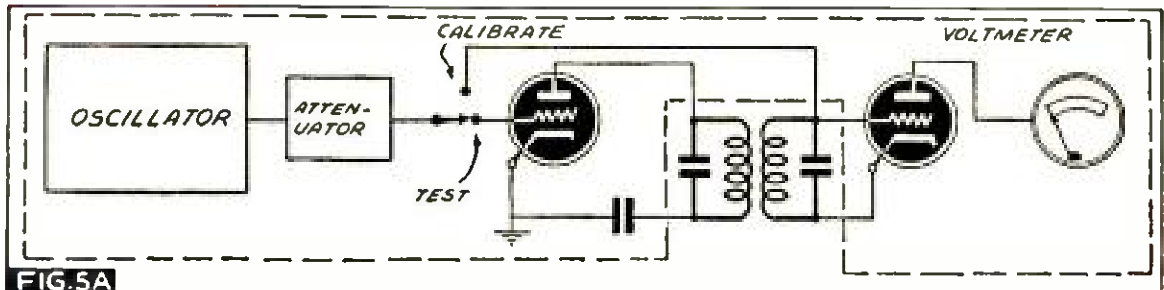 CALIBRATE
VOLTMETER
OSCILLATOR
ATTEN-
UATOR
TEST
FIG.5A